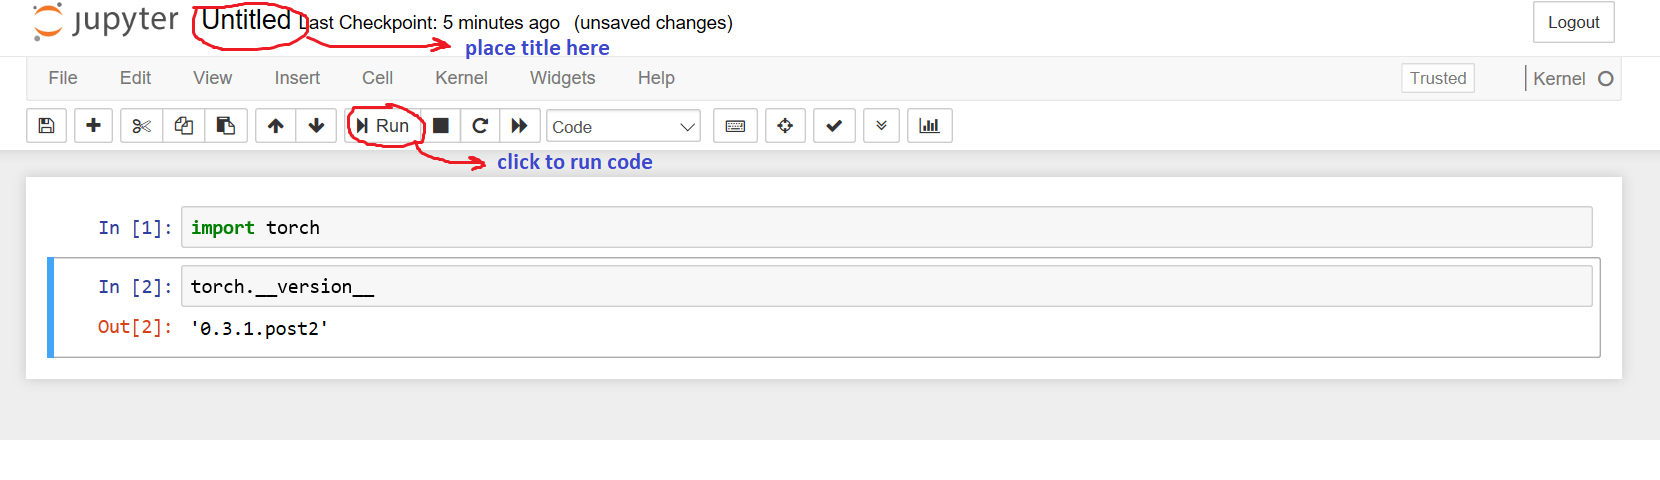 jupyter Untitled Last Checkpoint: 5 minutes ago (unsaved changes) Logout
place title here
File Edit View Insert Cell Kernel Widgets Help Trusted Kernel
Run Code
click to run code
In [1]: import torch
In [2]: torch.__version__
Out[2]: '0.3.1.post2'